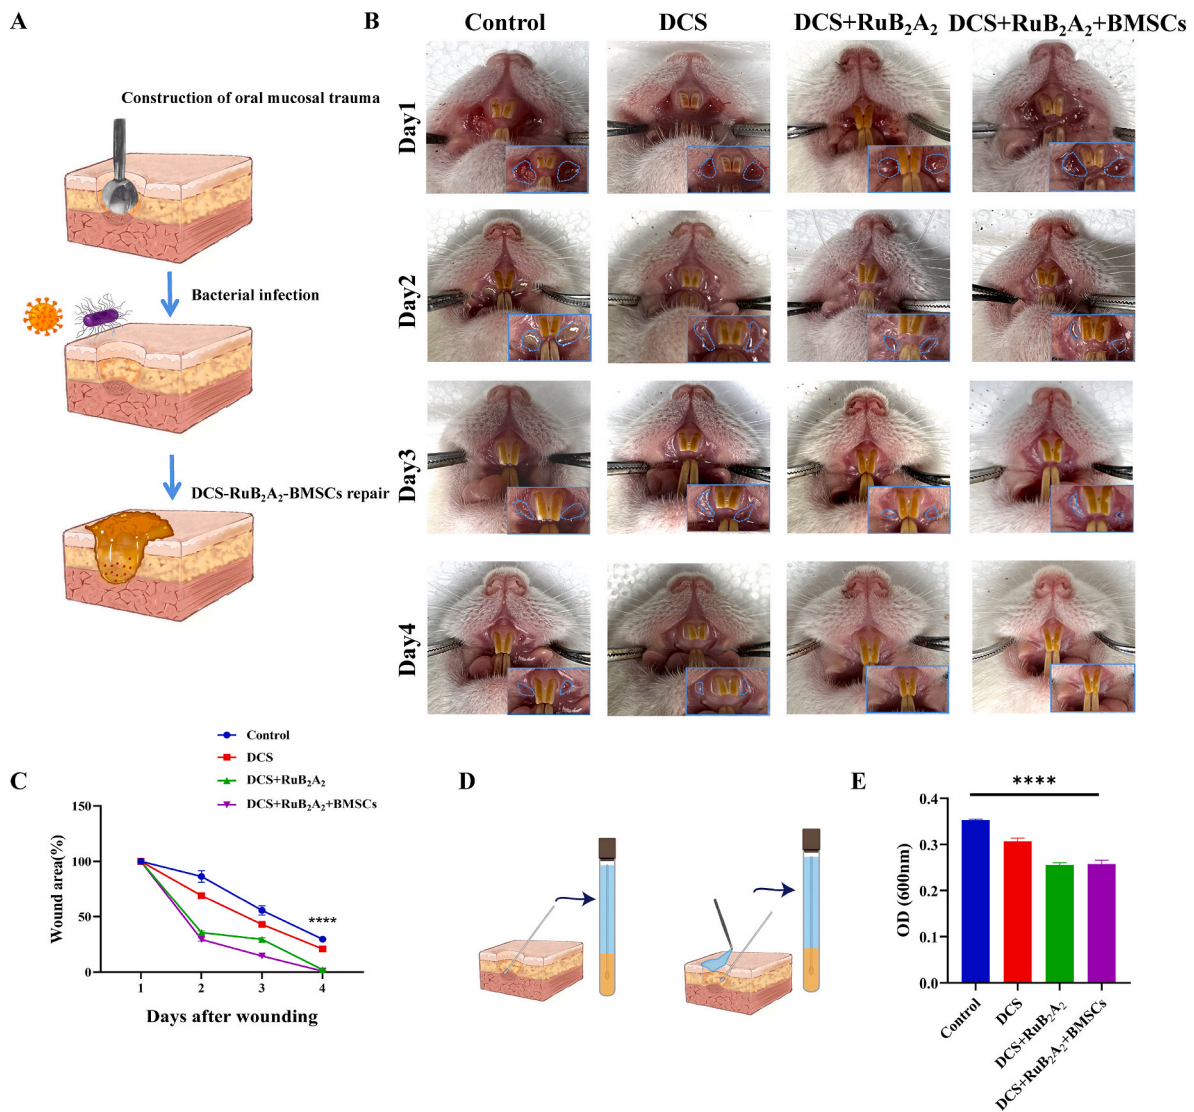 A
Construction of oral mucosal trauma
Bacterial infection
DCS-RuB₂A₂-BMSCs repair
B
Control DCS DCS+RuB₂A₂ DCS+RuB₂A₂+BMSCs
Day1
Day2
Day3
Day4
C
Control
DCS
DCS+RuB₂A₂
DCS+RuB₂A₂+BMSCs
Wound area(%)
150
100
50
0
****
1 2 3 4
Days after wounding
D
E
****
OD (600nm)
0.4
0.3
0.2
0.1
0.0
Control
DCS
DCS+RuB₂A₂
DCS+RuB₂A₂+BMSCs